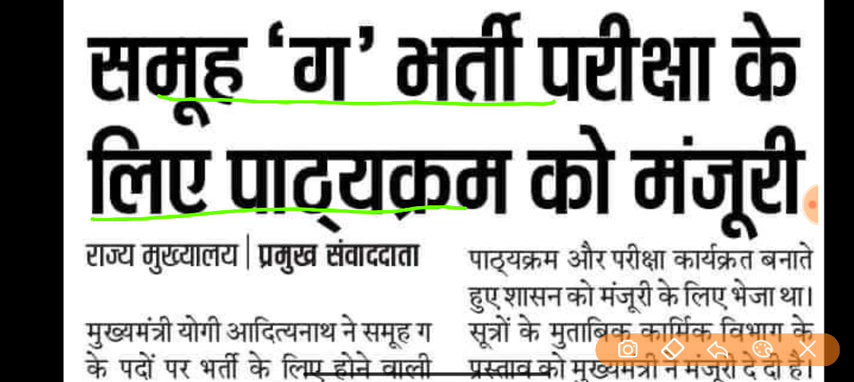 समूह ‘ग’ भर्ती परीक्षा के
लिए पाठ्यक्रम को मंजूरी
राज्य मुख्यालय | प्रमुख संवाददाता
मुख्यमंत्री योगी आदित्यनाथ ने समूह ग
के पदों पर भर्ती के लिए होने वाली
पाठ्यक्रम और परीक्षा कार्यक्रत बनाते
हुए शासन को मंजूरी के लिए भेजा था।
सूत्रों के मुताबिक कार्मिक विभाग के
प्रस्ताव को मुख्यमंत्री ने मंजूरी दे दी है।